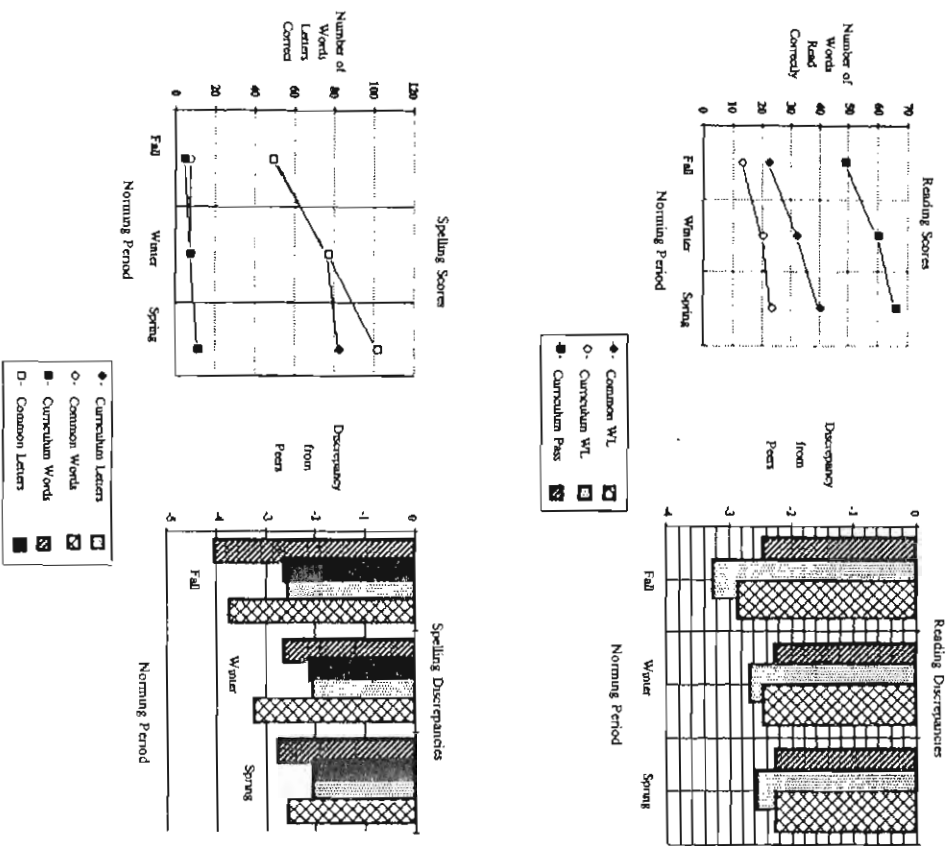 Reading Scores
70
60
50
40
30
20
10
0
Number of
Words
Read
Correctly
Fall
Winter
Spring
Norming Period
Reading Discrepancies
0
-1
-2
-3
-4
Discrepancy
from
Peers
Fall
Winter
Spring
Norming Period
Common WL
Curriculum WL
Curriculum Pass
Spelling Scores
120
100
80
60
40
20
0
Number of
Words
Letters
Correct
Fall
Winter
Spring
Norming Period
Spelling Discrepancies
0
-1
-2
-3
-4
-5
Discrepancy
from
Peers
Fall
Winter
Spring
Norming Period
Curriculum Letters
Common Words
Curriculum Words
Common Letters